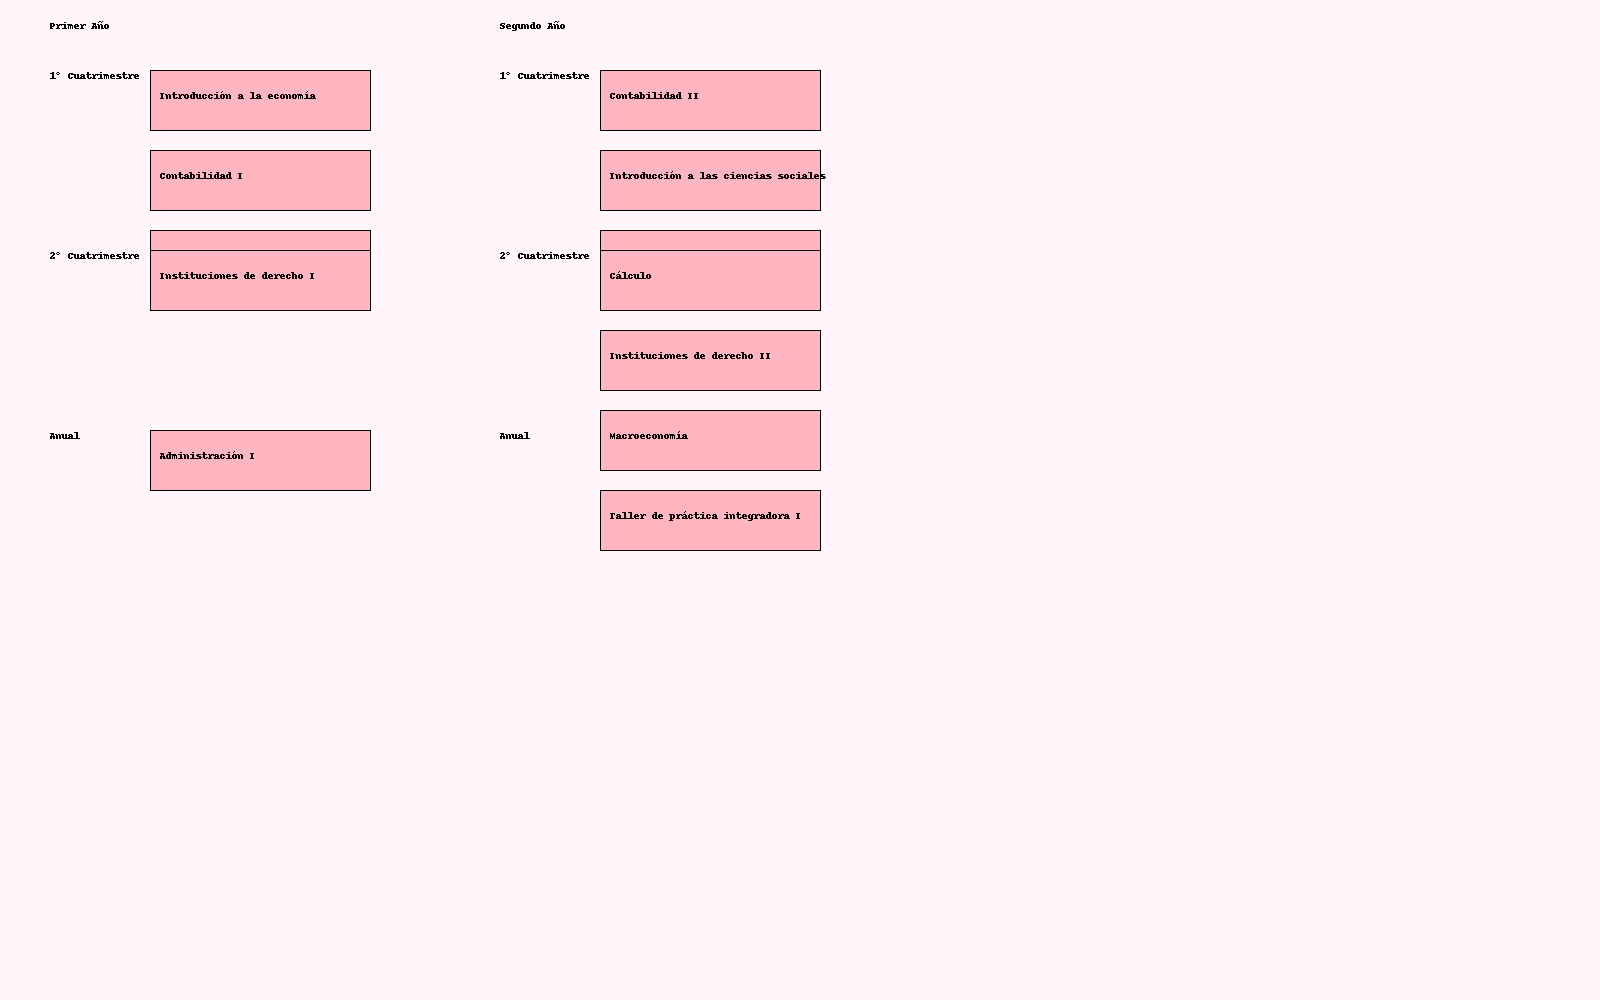 Primer Año
1° Cuatrimestre
Introducción a la economía
Contabilidad I
2° Cuatrimestre
Instituciones de derecho I
Anual
Administración I
Segundo Año
1° Cuatrimestre
Contabilidad II
Introducción a las ciencias sociales
2° Cuatrimestre
Cálculo
Instituciones de derecho II
Anual
Macroeconomía
Taller de práctica integradora I